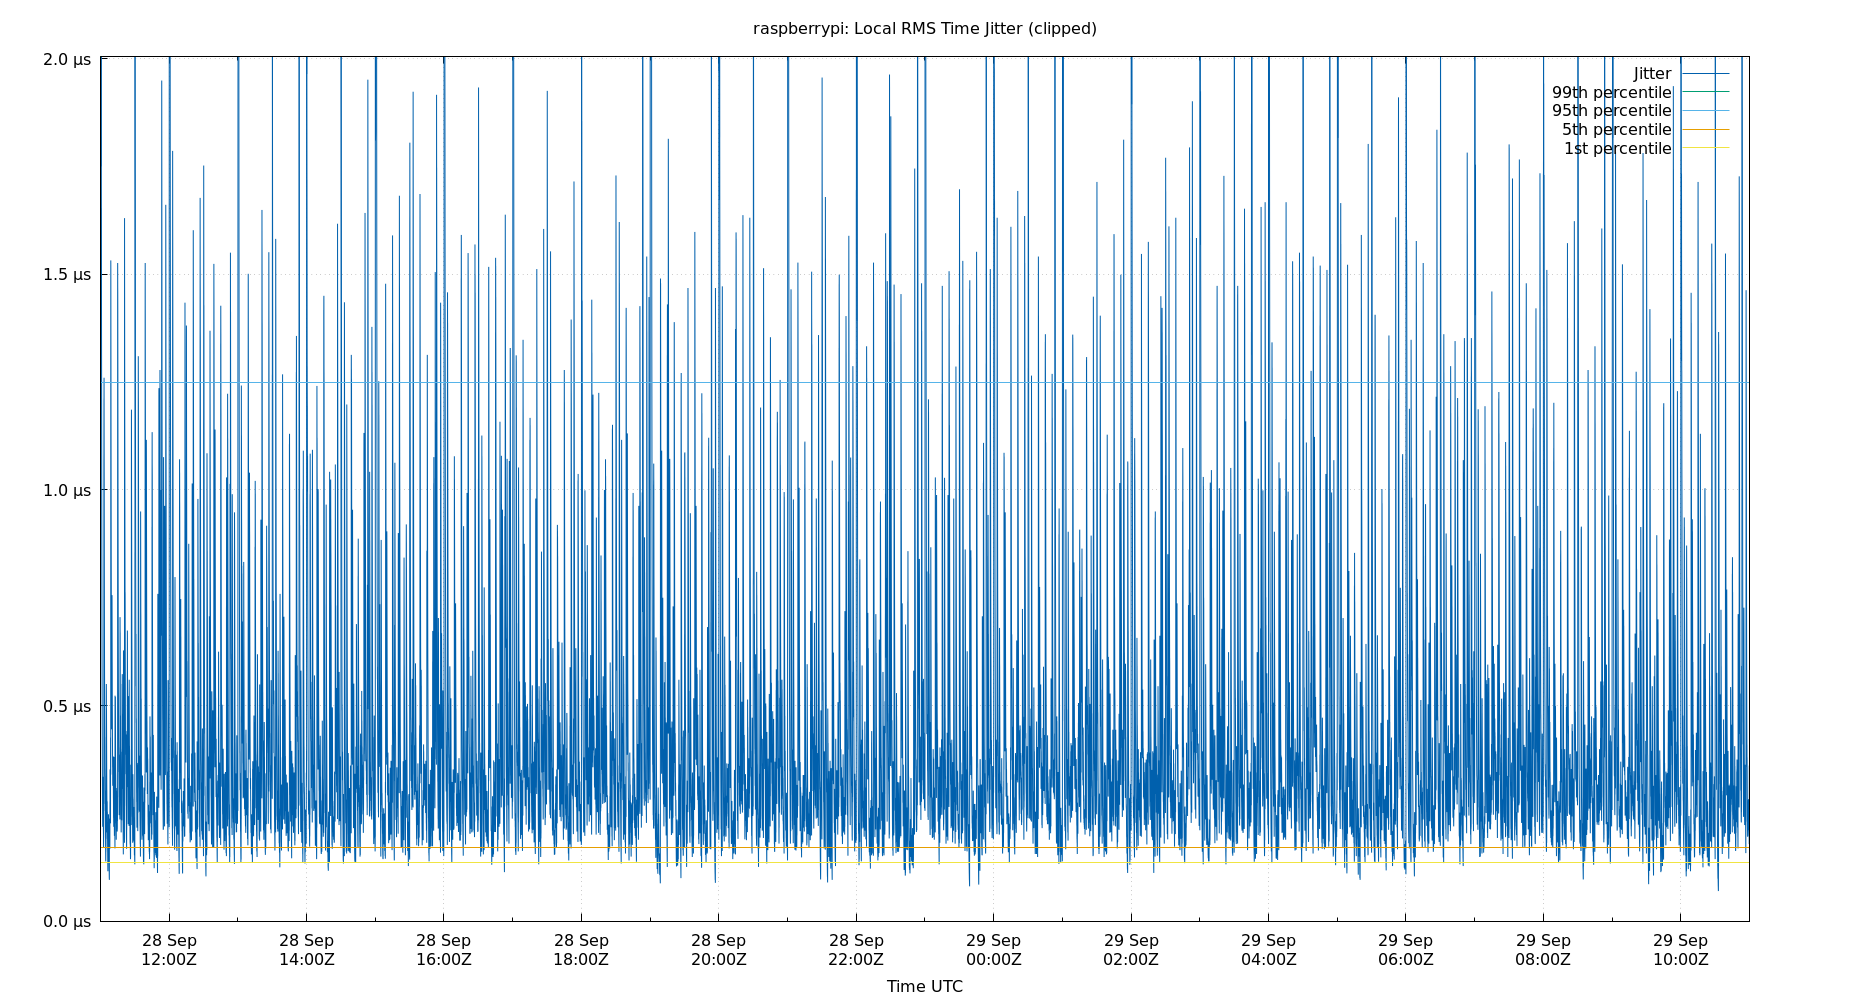 raspberrypi: Local RMS Time Jitter (clipped)
2.0 µs
1.5 µs
1.0 µs
0.5 µs
0.0 µs
Jitter
99th percentile
95th percentile
5th percentile
1st percentile
28 Sep 28 Sep 28 Sep 28 Sep 28 Sep 28 Sep 29 Sep 29 Sep 29 Sep 29 Sep 29 Sep 29 Sep
12:00Z 14:00Z 16:00Z 18:00Z 20:00Z 22:00Z 00:00Z 02:00Z 04:00Z 06:00Z 08:00Z 10:00Z
Time UTC